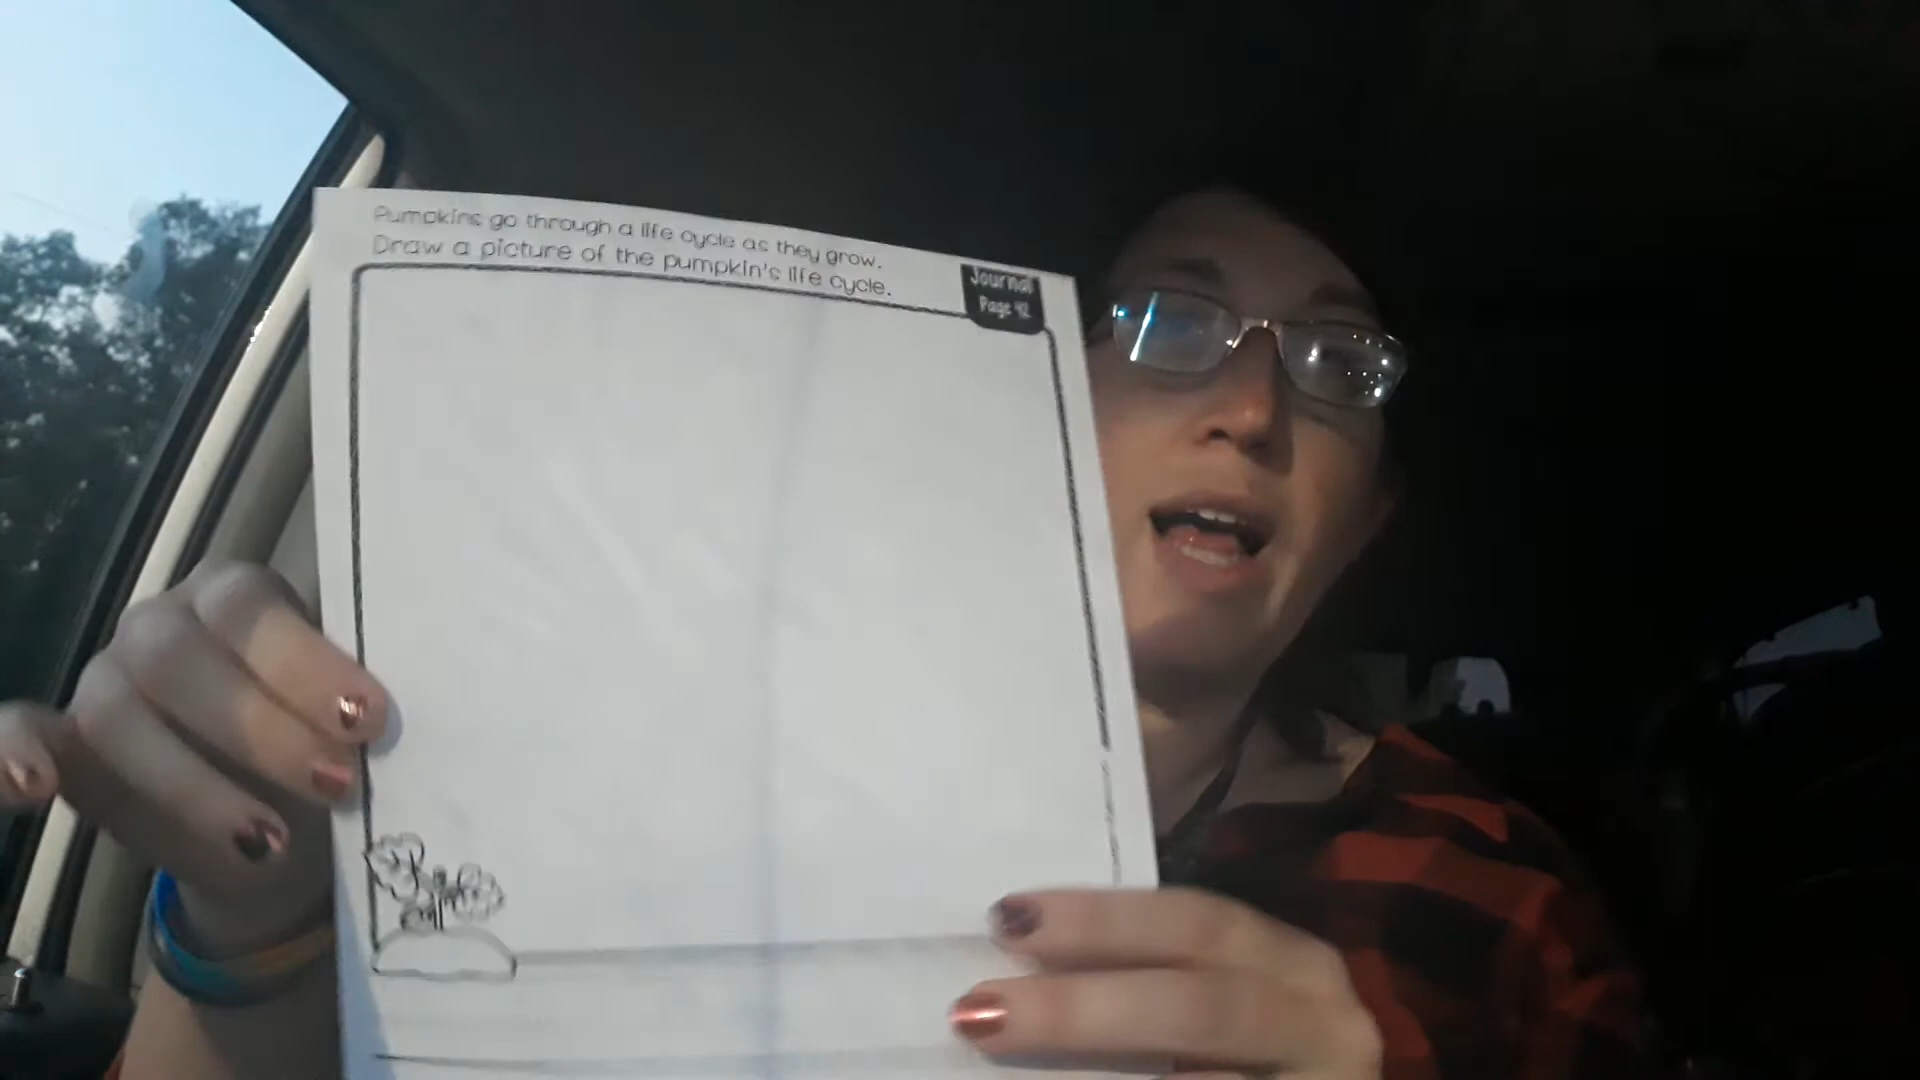 Pumpkins go through a life cycle as they grow.
Draw a picture of the pumpkin's life cycle.
Journal
Page 42